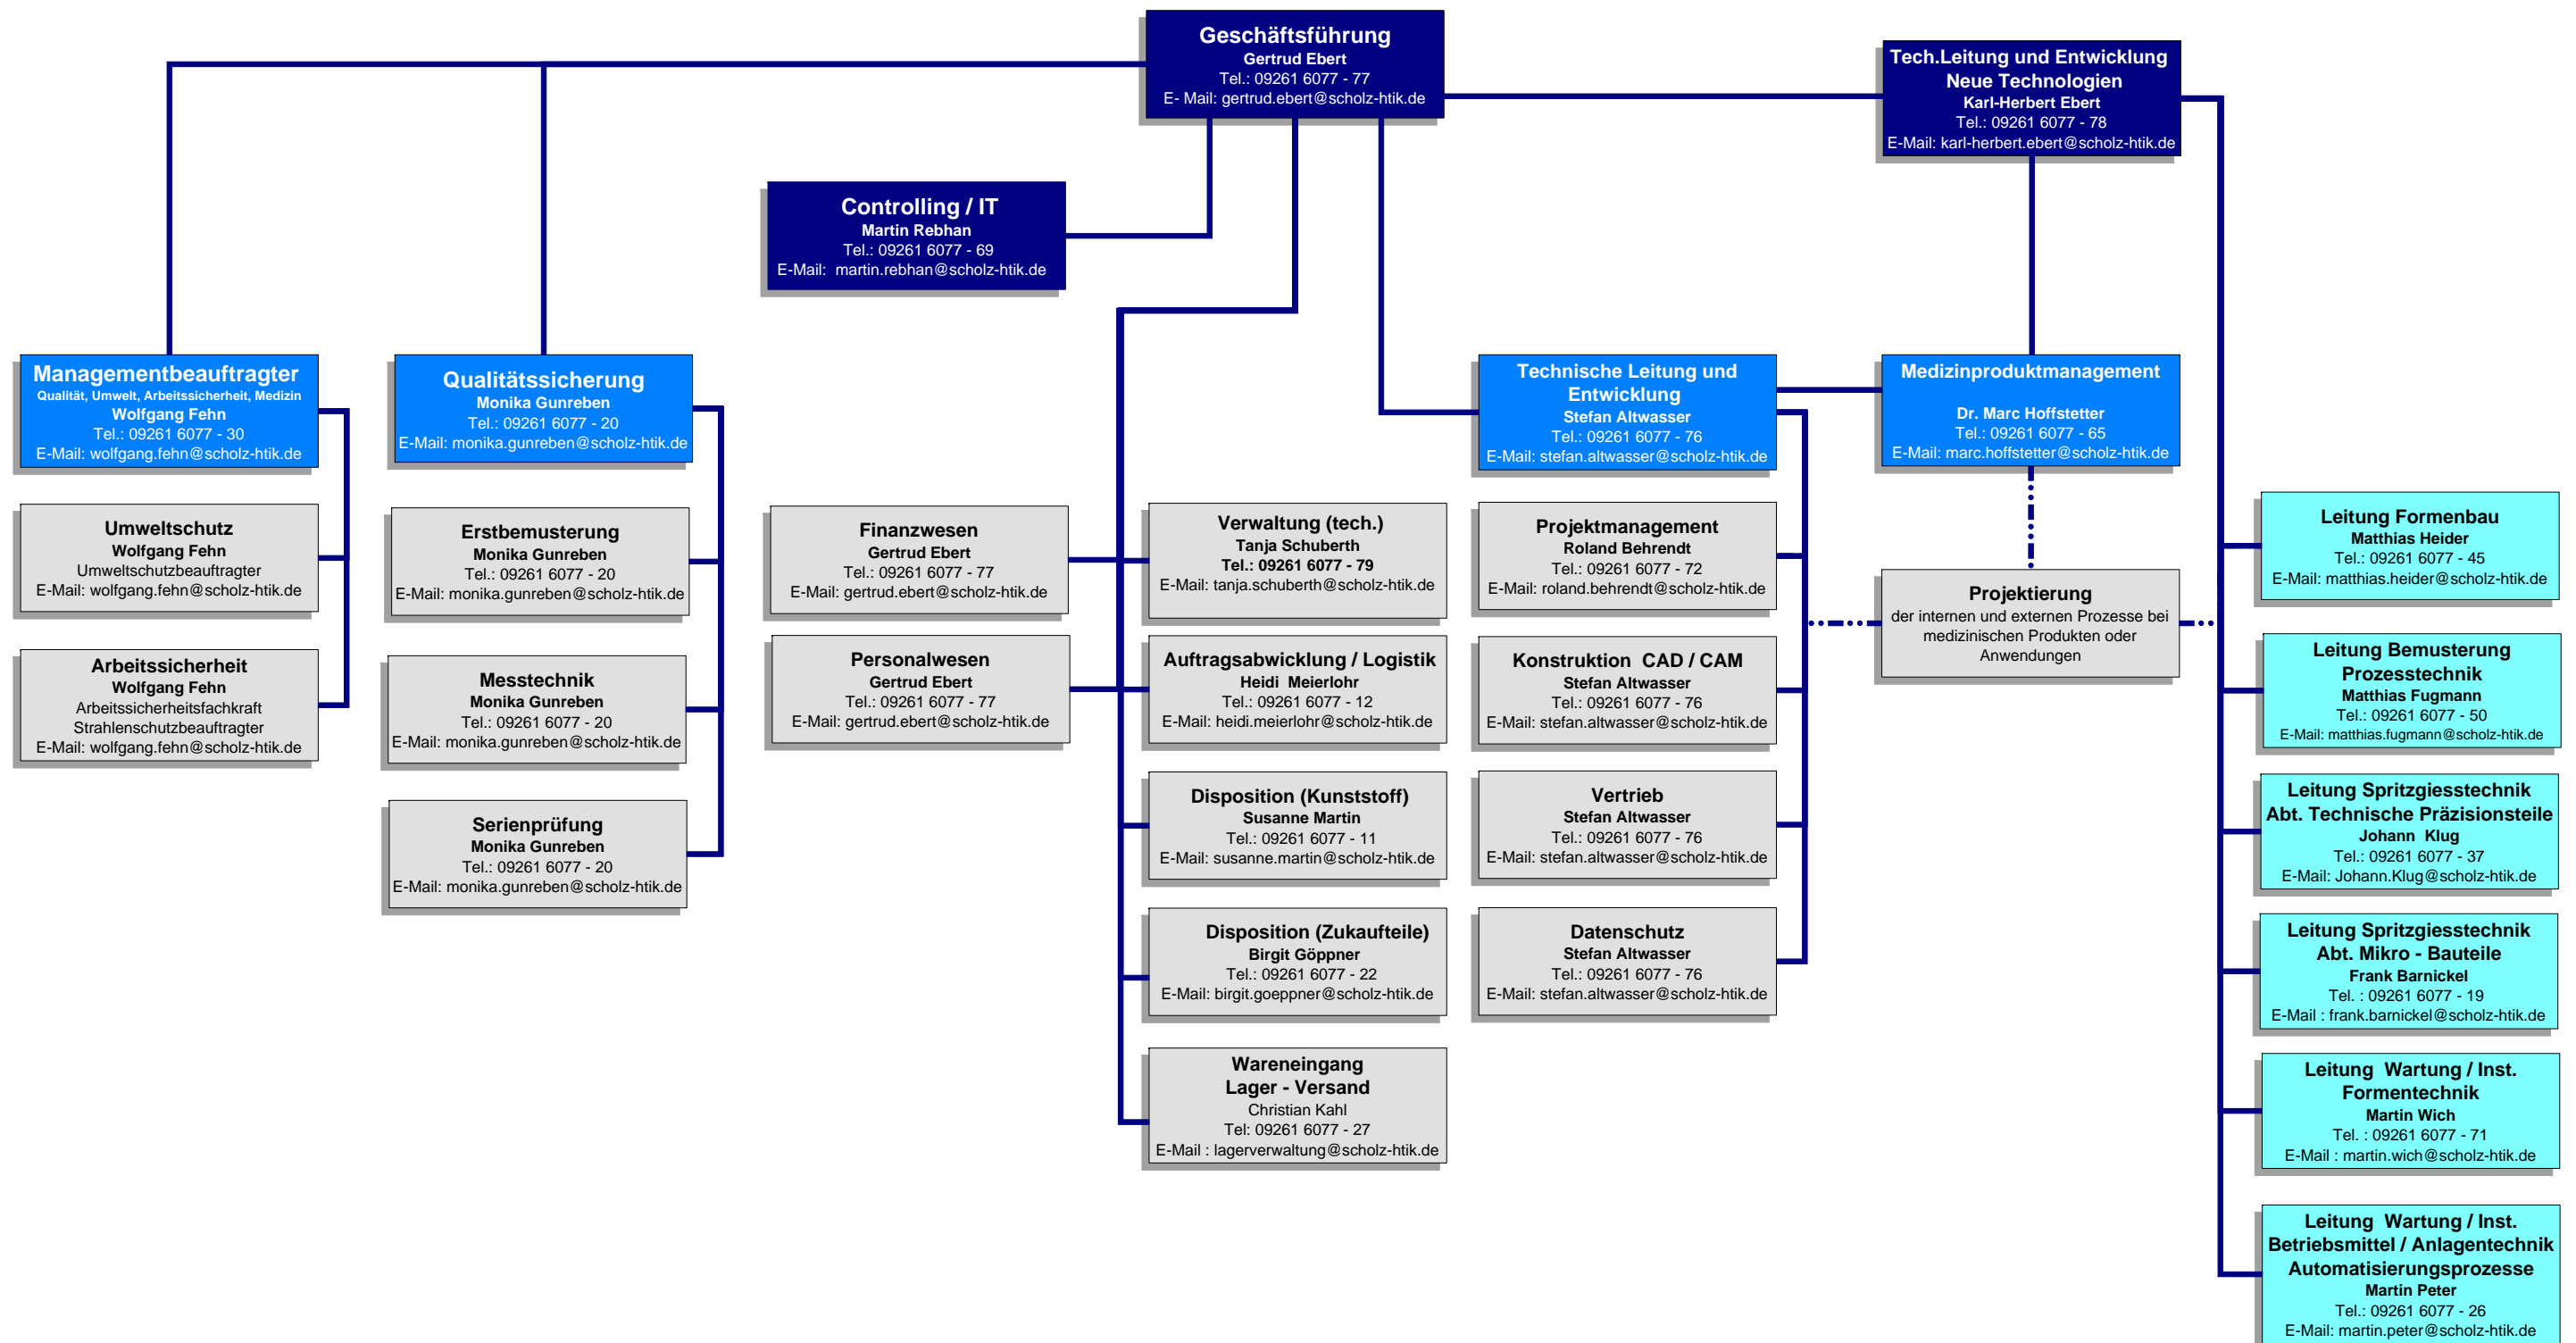 Geschäftsführung
Gertrud Ebert
Tel.: 09261 6077 - 77
E- Mail: gertrud.ebert@scholz-htik.de
Tech.Leitung und Entwicklung
Neue Technologien
Karl-Herbert Ebert
Tel.: 09261 6077 - 78
E-Mail: karl-herbert.ebert@scholz-htik.de
Controlling / IT
Martin Rebhan
Tel.: 09261 6077 - 69
E-Mail:  martin.rebhan@scholz-htik.de
Managementbeauftragter
Qualität, Umwelt, Arbeitssicherheit, Medizin
Wolfgang Fehn
Tel.: 09261 6077 - 30
E-Mail: wolfgang.fehn@scholz-htik.de
Umweltschutz
Wolfgang Fehn
Umweltschutzbeauftragter
E-Mail: wolfgang.fehn@scholz-htik.de
Arbeitssicherheit
Wolfgang Fehn
Arbeitssicherheitsfachkraft
Strahlenschutzbeauftragter
E-Mail: wolfgang.fehn@scholz-htik.de
Qualitätssicherung
Monika Gunreben
Tel.: 09261 6077 - 20
E-Mail: monika.gunreben@scholz-htik.de
Erstbemusterung
Monika Gunreben
Tel.: 09261 6077 - 20
E-Mail: monika.gunreben@scholz-htik.de
Messtechnik
Monika Gunreben
Tel.: 09261 6077 - 20
E-Mail: monika.gunreben@scholz-htik.de
Serienprüfung
Monika Gunreben
Tel.: 09261 6077 - 20
E-Mail: monika.gunreben@scholz-htik.de
Finanzwesen
Gertrud Ebert
Tel.: 09261 6077 - 77
E-Mail: gertrud.ebert@scholz-htik.de
Personalwesen
Gertrud Ebert
Tel.: 09261 6077 - 77
E-Mail: gertrud.ebert@scholz-htik.de
Verwaltung (tech.)
Tanja Schuberth
Tel.: 09261 6077 - 79
E-Mail: tanja.schuberth@scholz-htik.de
Auftragsabwicklung / Logistik
Heidi  Meierlohr
Tel.: 09261 6077 - 12
E-Mail: heidi.meierlohr@scholz-htik.de
Disposition (Kunststoff)
Susanne Martin
Tel.: 09261 6077 - 11
E-Mail: susanne.martin@scholz-htik.de
Disposition (Zukaufteile)
Birgit Göppner
Tel.: 09261 6077 - 22
E-Mail: birgit.goeppner@scholz-htik.de
Wareneingang
Lager - Versand
Christian Kahl
Tel: 09261 6077 - 27
E-Mail : lagerverwaltung@scholz-htik.de
Technische Leitung und
Entwicklung
Stefan Altwasser
Tel.: 09261 6077 - 76
E-Mail: stefan.altwasser@scholz-htik.de
Projektmanagement
Roland Behrendt
Tel.: 09261 6077 - 72
E-Mail: roland.behrendt@scholz-htik.de
Konstruktion  CAD / CAM
Stefan Altwasser
Tel.: 09261 6077 - 76
E-Mail: stefan.altwasser@scholz-htik.de
Vertrieb
Stefan Altwasser
Tel.: 09261 6077 - 76
E-Mail: stefan.altwasser@scholz-htik.de
Datenschutz
Stefan Altwasser
Tel.: 09261 6077 - 76
E-Mail: stefan.altwasser@scholz-htik.de
Medizinproduktmanagement
Dr. Marc Hoffstetter
Tel.: 09261 6077 - 65
E-Mail: marc.hoffstetter@scholz-htik.de
Projektierung
der internen und externen Prozesse bei
medizinischen Produkten oder
Anwendungen
Leitung Formenbau
Matthias Heider
Tel.: 09261 6077 - 45
E-Mail: matthias.heider@scholz-htik.de
Leitung Bemusterung
Prozesstechnik
Matthias Fugmann
Tel.: 09261 6077 - 50
E-Mail: matthias.fugmann@scholz-htik.de
Leitung Spritzgiesstechnik
Abt. Technische Präzisionsteile
Johann  Klug
Tel.: 09261 6077 - 37
E-Mail: Johann.Klug@scholz-htik.de
Leitung Spritzgiesstechnik
Abt. Mikro - Bauteile
Frank Barnickel
Tel. : 09261 6077 - 19
E-Mail : frank.barnickel@scholz-htik.de
Leitung  Wartung / Inst.
Formentechnik
Martin Wich
Tel. : 09261 6077 - 71
E-Mail : martin.wich@scholz-htik.de
Leitung  Wartung / Inst.
Betriebsmittel / Anlagentechnik
Automatisierungsprozesse
Martin Peter
Tel.: 09261 6077 - 26
E-Mail: martin.peter@scholz-htik.de